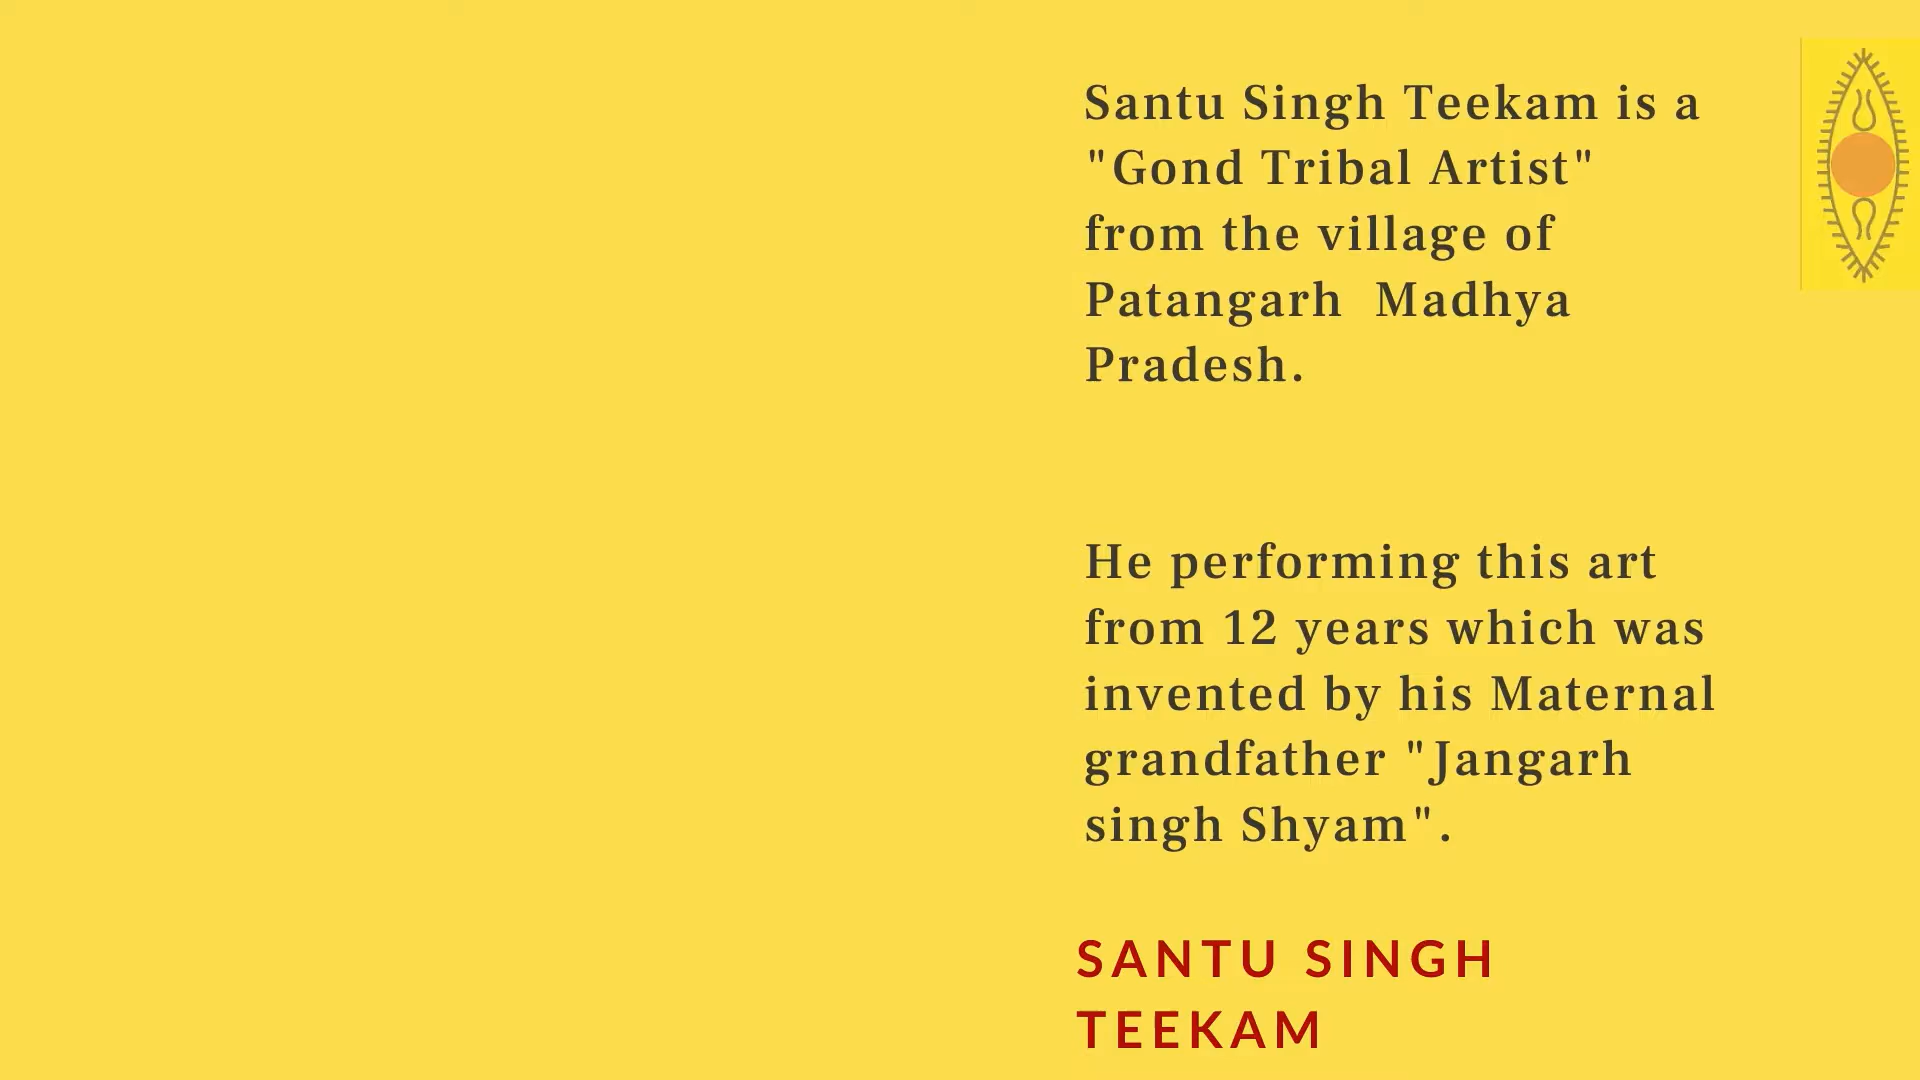 Santu Singh Teekam is a
"Gond Tribal Artist"
from the village of
Patangarh  Madhya
Pradesh.
He performing this art
from 12 years which was
invented by his Maternal
grandfather "Jangarh
singh Shyam".
SANTU SINGH
TEEKAM